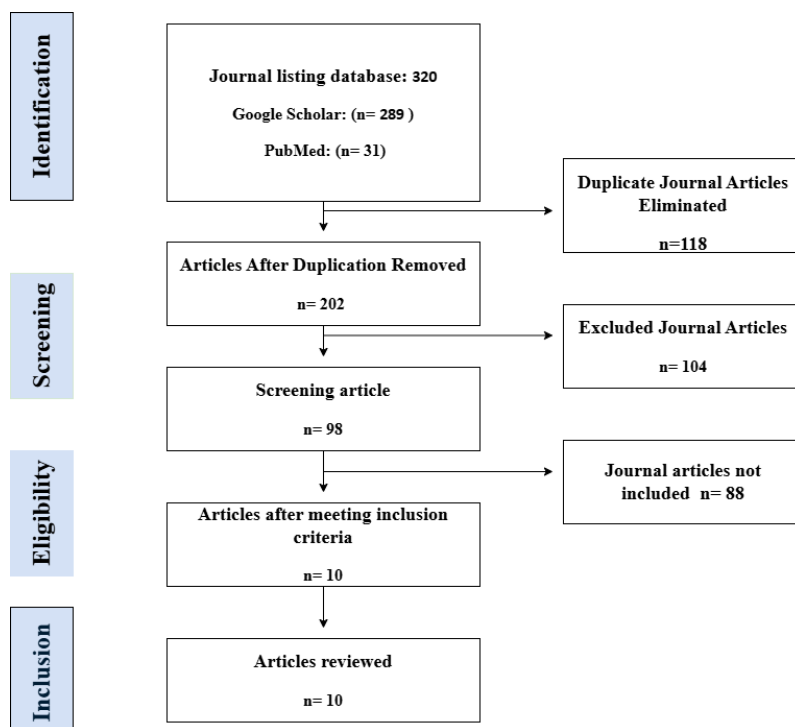 Identification
Journal listing database: 320
Google Scholar: (n= 289 )
PubMed: (n= 31)
Duplicate Journal Articles
Eliminated
n=118
Articles After Duplication Removed
n= 202
Screening
Excluded Journal Articles
n= 104
Screening article
n= 98
Eligibility
Journal articles not
included n= 88
Articles after meeting inclusion
criteria
n= 10
Inclusion
Articles reviewed
n= 10